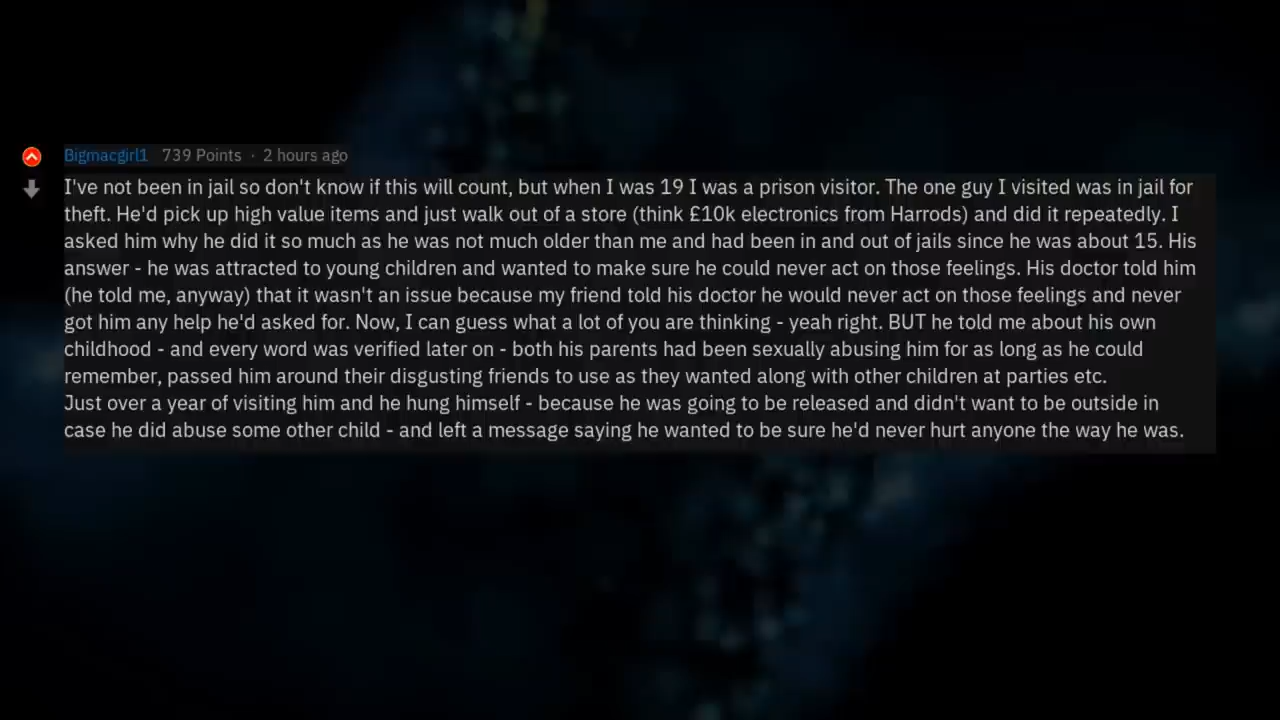 Bigmacgirl1 739 Points · 2 hours ago
I've not been in jail so don't know if this will count, but when I was 19 I was a prison visitor. The one guy I visited was in jail for
theft. He'd pick up high value items and just walk out of a store (think £10k electronics from Harrods) and did it repeatedly. I
asked him why he did it so much as he was not much older than me and had been in and out of jails since he was about 15. His
answer - he was attracted to young children and wanted to make sure he could never act on those feelings. His doctor told him
(he told me, anyway) that it wasn't an issue because my friend told his doctor he would never act on those feelings and never
got him any help he'd asked for. Now, I can guess what a lot of you are thinking - yeah right. BUT he told me about his own
childhood - and every word was verified later on - both his parents had been sexually abusing him for as long as he could
remember, passed him around their disgusting friends to use as they wanted along with other children at parties etc.
Just over a year of visiting him and he hung himself - because he was going to be released and didn't want to be outside in
case he did abuse some other child - and left a message saying he wanted to be sure he'd never hurt anyone the way he was.